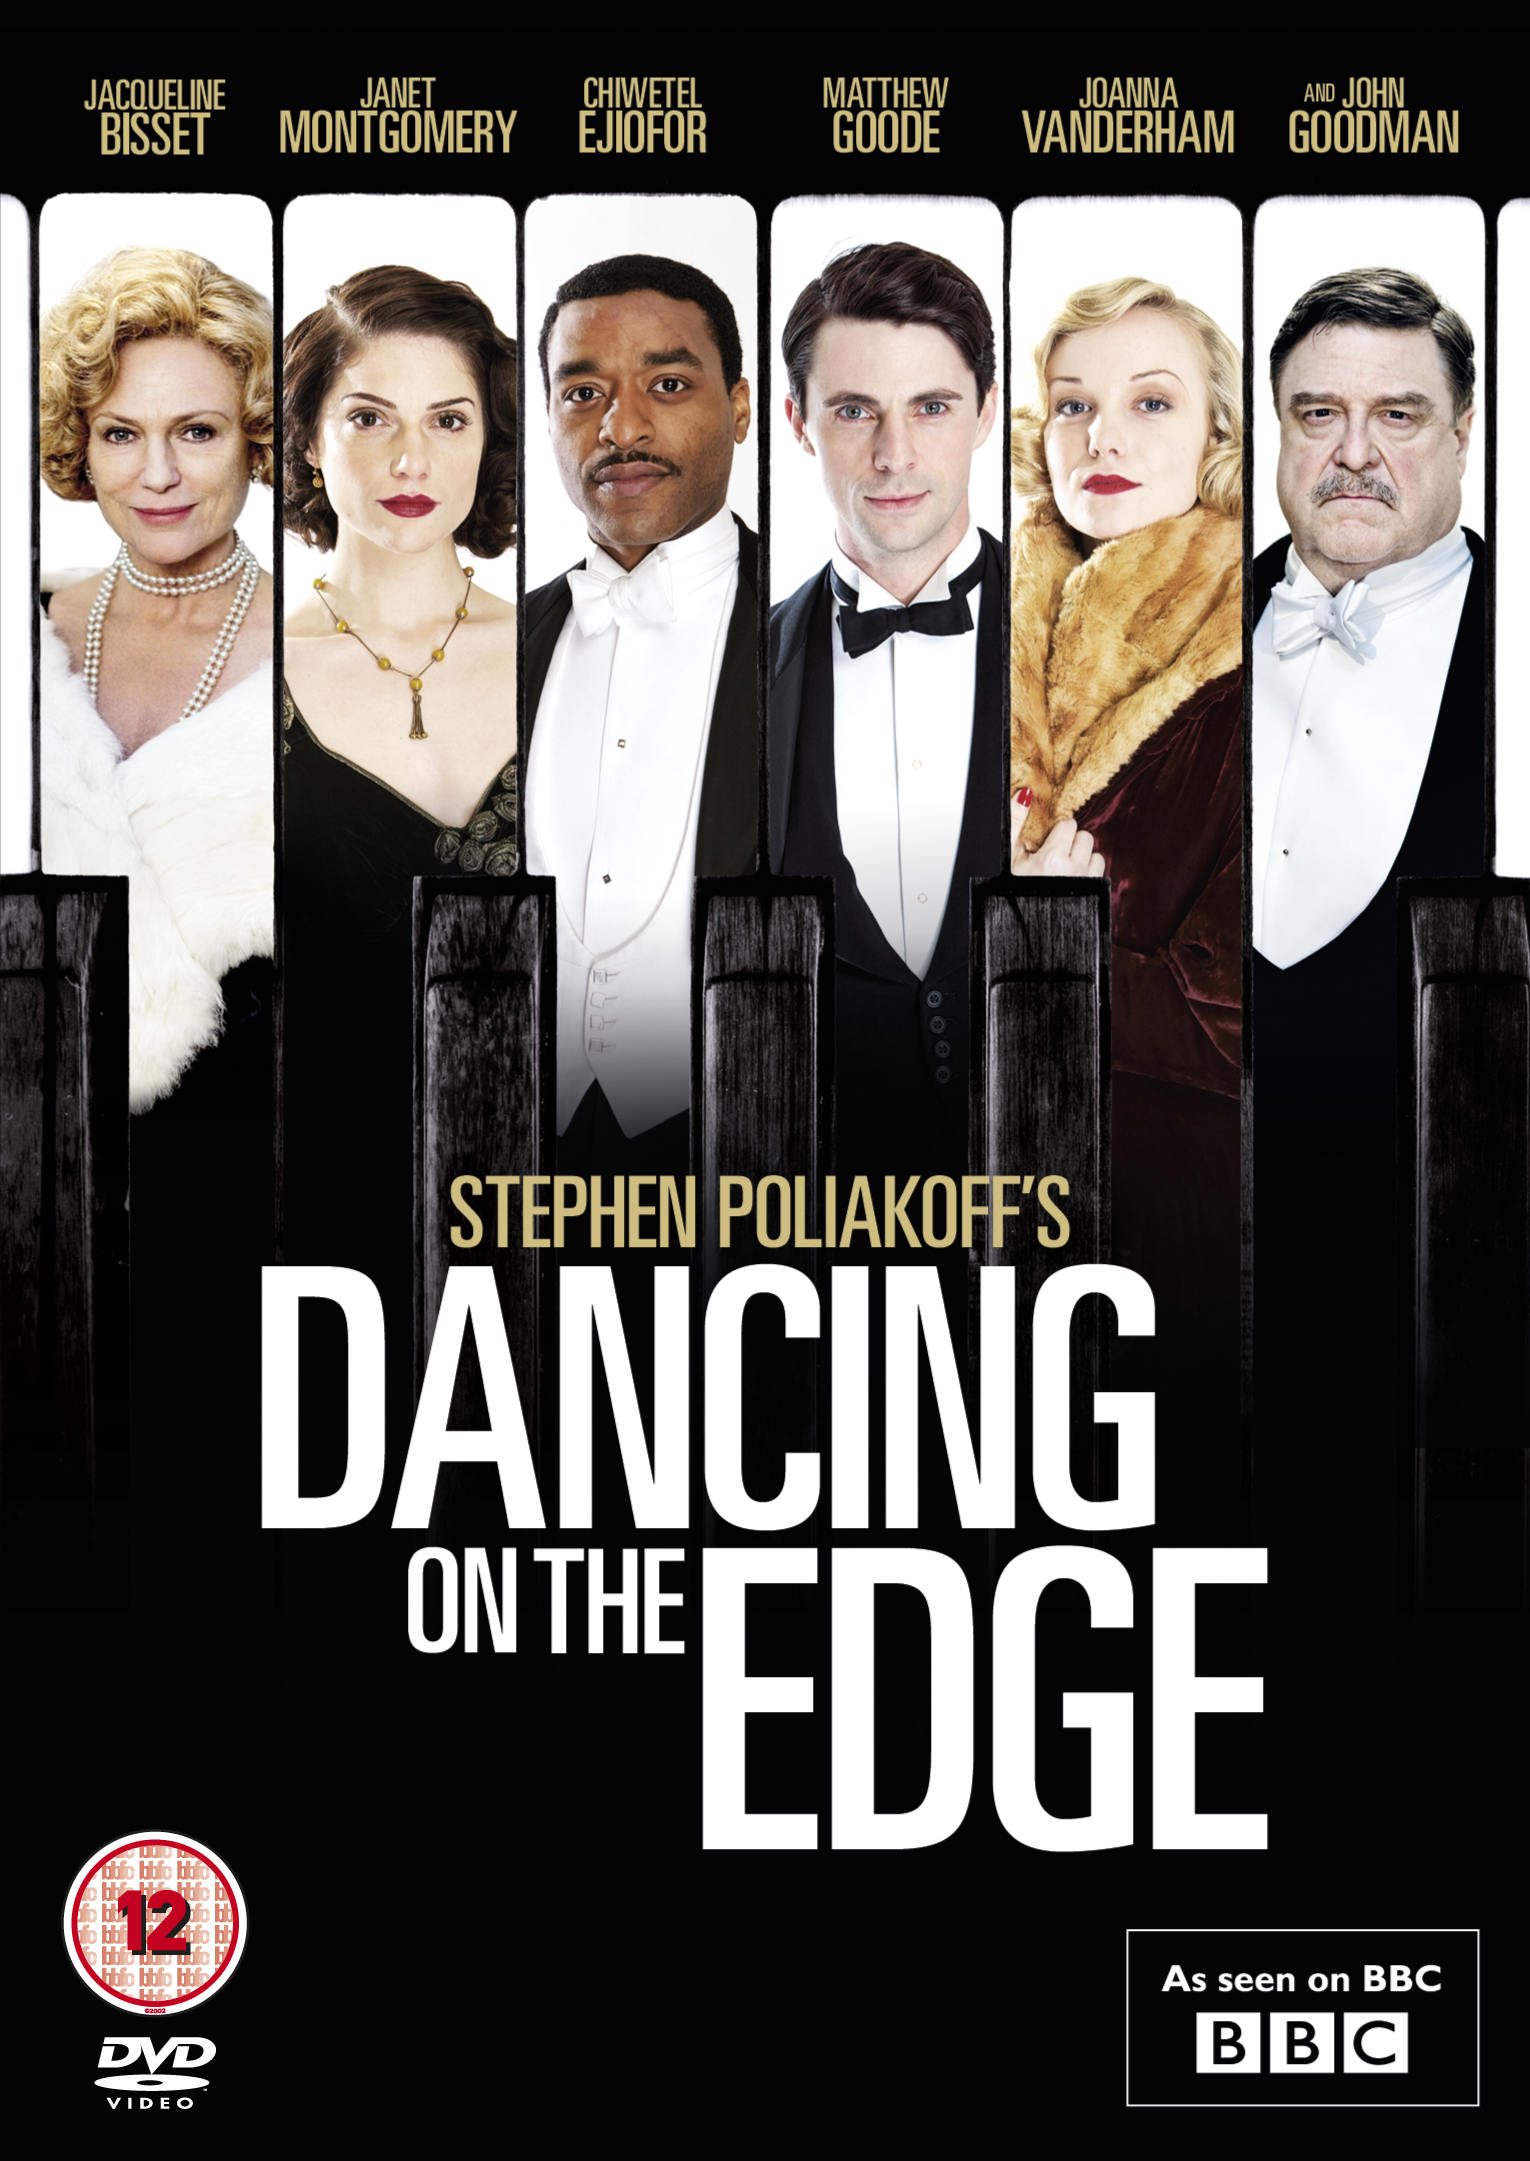 JACQUELINE
BISSET
JANET
MONTGOMERY
CHIWETEL
EJIOFOR
MATTHEW
GOODE
JOANNA
VANDERHAM
AND JOHN
GOODMAN
STEPHEN POLIAKOFF'S
DANCING
ON THE EDGE
12
©2002
DVD
VIDEO
As seen on BBC
BBC